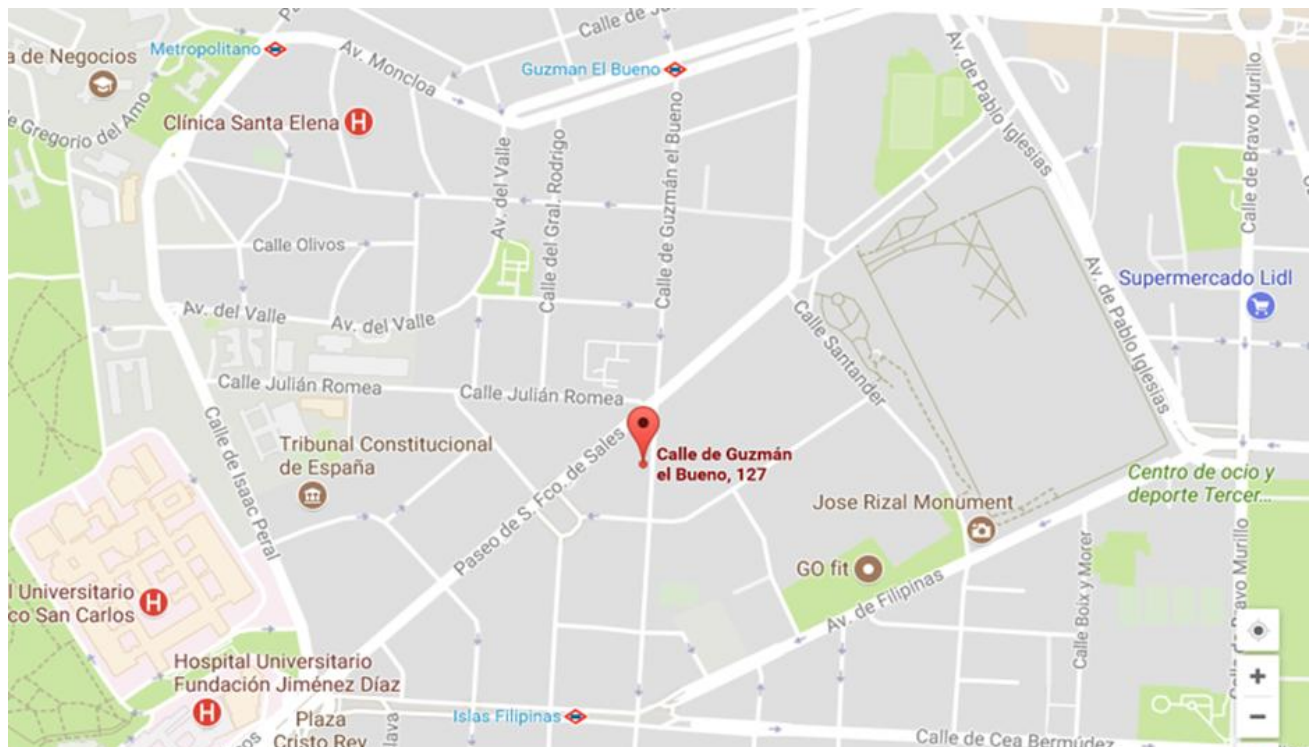 Calle de Ju
a de Negocios
Metropolitano
Av. Moncloa
Guzman El Bueno
Av. de Pablo Iglesias
Calle de Bravo Murillo
e Gregorio del Amo
Clínica Santa Elena
H
Av. del Valle
Calle del Gral. Rodrigo
Calle de Guzmán el Bueno
Calle Olivos
Av. de Pablo Iglesias
Supermercado Lidl
Av. del Valle
Av. del Valle
Calle Santander
Calle Julián Romea
Calle Julián Romea
Calle de Isaac Peral
Tribunal Constitucional
de España
Paseo de S. Fco. de Sales
Calle de Guzmán
el Bueno, 127
Centro de ocio y
deporte Tercer...
Jose Rizal Monument
GO fit
Av. de Filipinas
Calle Boix y Morer
l Universitario
co San Carlos
H
Hospital Universitario
Fundación Jiménez Díaz
H
Plaza
Cristo Rey
lava
Islas Filipinas
Calle de Cea Bermúdez
+
−